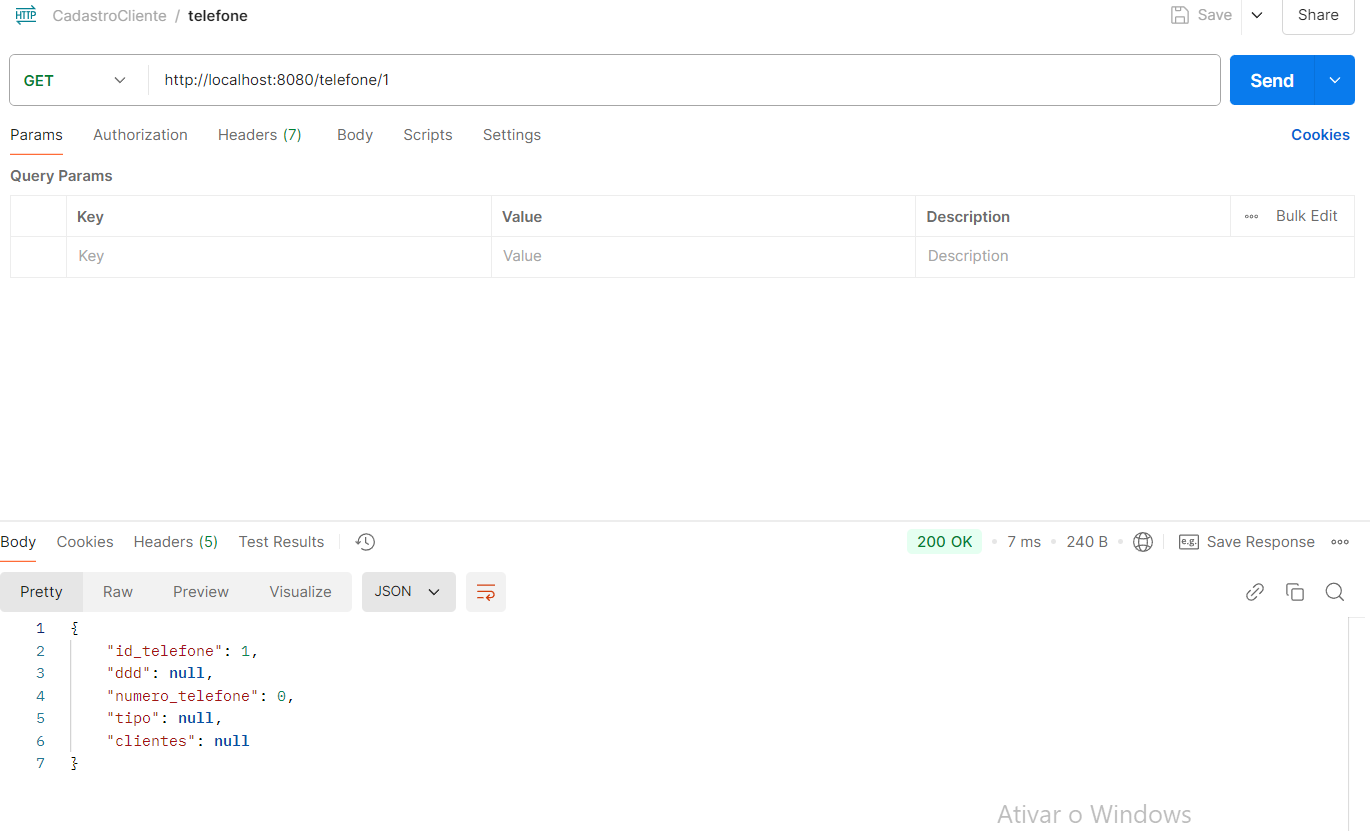 HTTP CadastroCliente / telefone Save Share
GET http://localhost:8080/telefone/1 Send
Params Authorization Headers (7) Body Scripts Settings Cookies
Query Params
Key Value Description Bulk Edit
Key Value Description
Body Cookies Headers (5) Test Results 200 OK 7 ms 240 B e.g. Save Response
Pretty Raw Preview Visualize JSON
1 {
2 "id_telefone": 1,
3 "ddd": null,
4 "numero_telefone": 0,
5 "tipo": null,
6 "clientes": null
7 }
Ativar o Windows